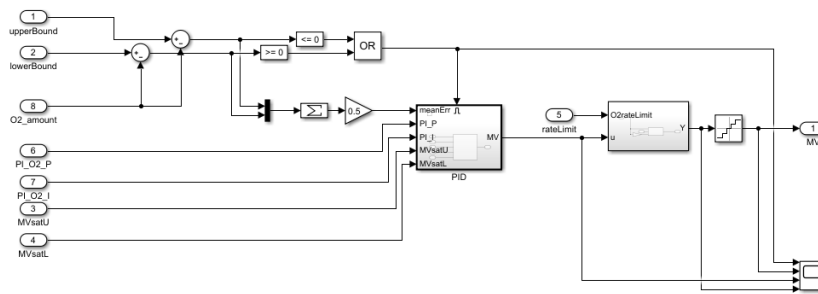 1
upperBound
2
lowerBound
8
O2_amount
<= 0
>= 0
OR
0.5
meanErr
PI_P
PI_I
MVsatU
MVsatL
MV
PID
6
PI_O2_P
7
PI_O2_I
3
MVsatU
4
MVsatL
5
rateLimit
O2rateLimit
u
Y
1
MV